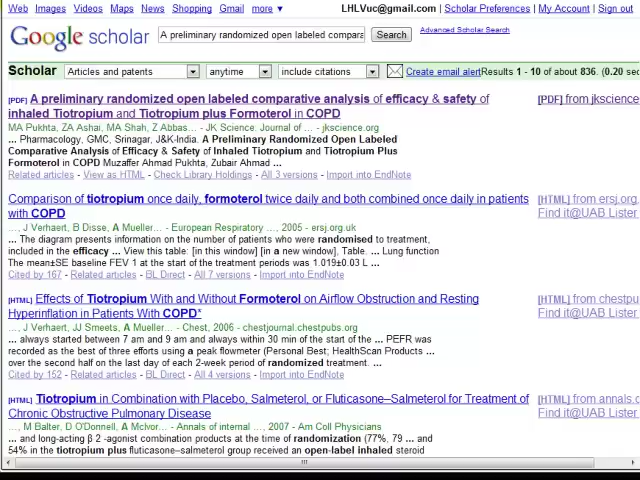 Web Images Videos Maps News Shopping Gmail more ▼ LHLVuc@gmail.com | Scholar Preferences | My Account | Sign out
Google scholar A preliminary randomized open labeled compara Search Advanced Scholar Search
Scholar Articles and patents anytime include citations Create email alert Results 1 - 10 of about 836. (0.20 sec
[PDF] A preliminary randomized open labeled comparative analysis of efficacy & safety of [PDF] from jkscience
inhaled Tiotropium and Tiotropium plus Formoterol in COPD
MA Pukhta, ZA Ashai, MA Shah, Z Abbas... - JK Science: Journal of ... - jkscience.org
... Pharmacology, GMC, Srinagar, J&K-India. A Preliminary Randomized Open Labeled
Comparative Analysis of Efficacy & Safety of Inhaled Tiotropium and Tiotropium Plus
Formoterol in COPD Muzaffer Ahmad Pukhta, Zubair Ahmad ...
Related articles - View as HTML - Check Library Holdings - All 3 versions - Import into EndNote
Comparison of tiotropium once daily, formoterol twice daily and both combined once daily in patients [HTML] from ersj.org
with COPD Find it@UAB Lister
..., J Verhaert, B Disse, A Mueller... - European Respiratory ..., 2005 - ersj.org.uk
... The diagram presents information on the number of patients who were randomised to treatment,
included in the efficacy ... View this table: [in this window] [in a new window], Table. ... Lung function
The mean±SE baseline FEV 1 at the start of the treatment periods was 1.019±0.03 L ...
Cited by 167 - Related articles - BL Direct - All 7 versions - Import into EndNote
[HTML] Effects of Tiotropium With and Without Formoterol on Airflow Obstruction and Resting [HTML] from chestpu
Hyperinflation in Patients With COPD* Find it@UAB Lister
..., J Verhaert, JJ Smeets, A Mueller... - Chest, 2006 - chestjournal.chestpubs.org
... always started between 7 am and 9 am and always within 30 min of the start of the ... PEFR was
recorded as the best of three efforts using a peak flowmeter (Personal Best; HealthScan Products ...
over the second half on the last day of each 2-week period of randomized treatment. ...
Cited by 152 - Related articles - BL Direct - All 4 versions - Import into EndNote
[HTML] Tiotropium in Combination with Placebo, Salmeterol, or Fluticasone–Salmeterol for Treatment of [HTML] from annals.o
Chronic Obstructive Pulmonary Disease Find it@UAB Lister
..., M Balter, D O'Donnell, A McIvor... - Annals of internal ..., 2007 - Am Coll Physicians
... and long-acting β 2 -agonist combination products at the time of randomization (77%, 79 ... and
54% in the tiotropium plus fluticasone–salmeterol group received an open-label inhaled steroid